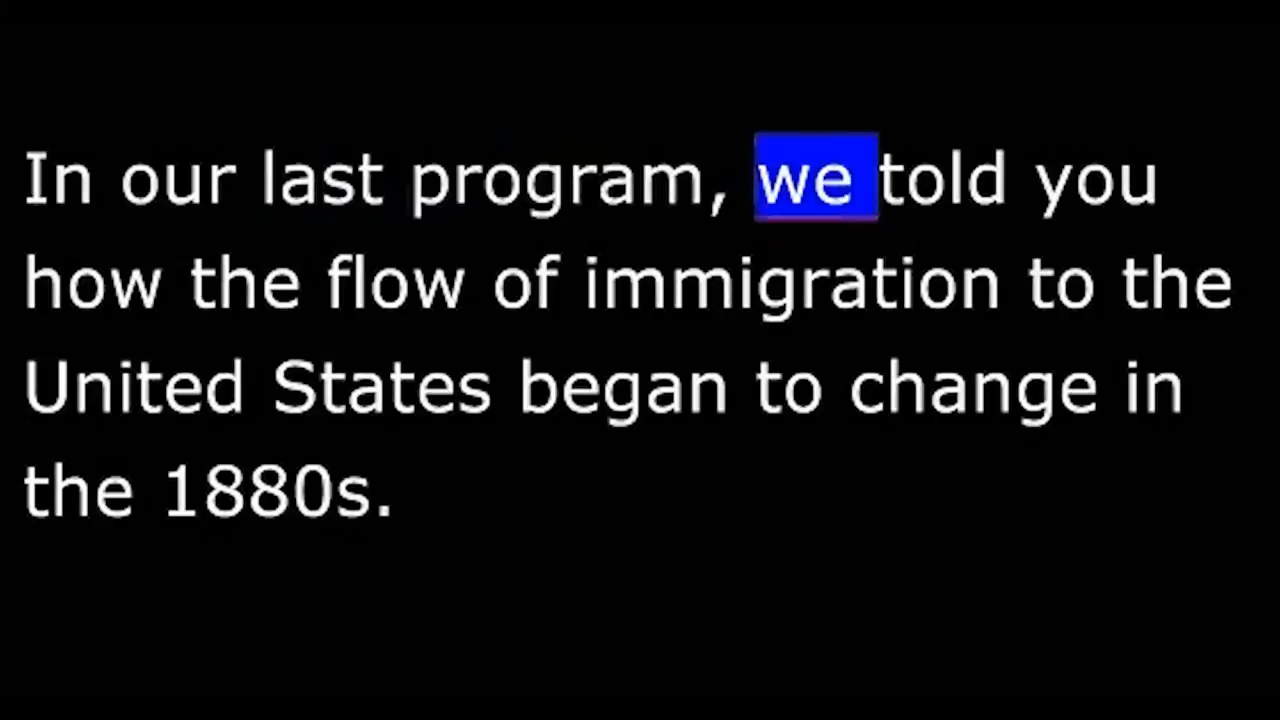 In our last program, we told you
how the flow of immigration to the
United States began to change in
the 1880s.